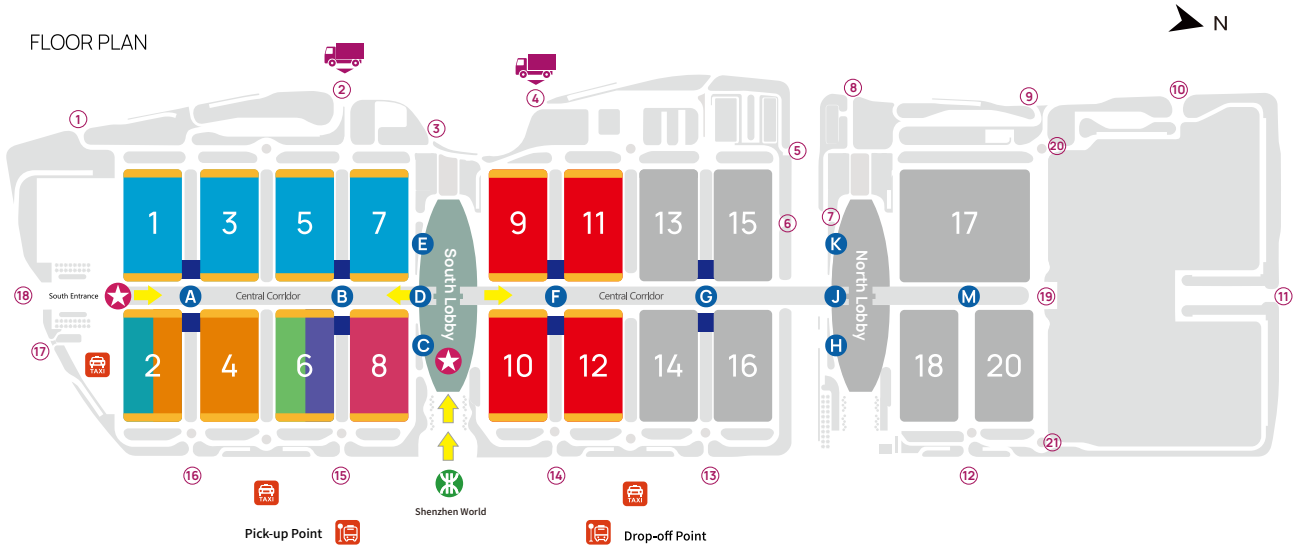 FLOOR PLAN
N
2
4
8
9
10
1
3
5
20
6
7
1
3
5
7
9
11
13
15
17
E
K
South Lobby
North Lobby
18
South Entrance
A
Central Corridor
B
D
F
Central Corridor
G
J
M
19
11
C
H
17
TAXI
2
4
6
8
10
12
14
16
18
20
21
16
15
14
13
12
TAXI
TAXI
Shenzhen World
Pick-up Point
Drop-off Point